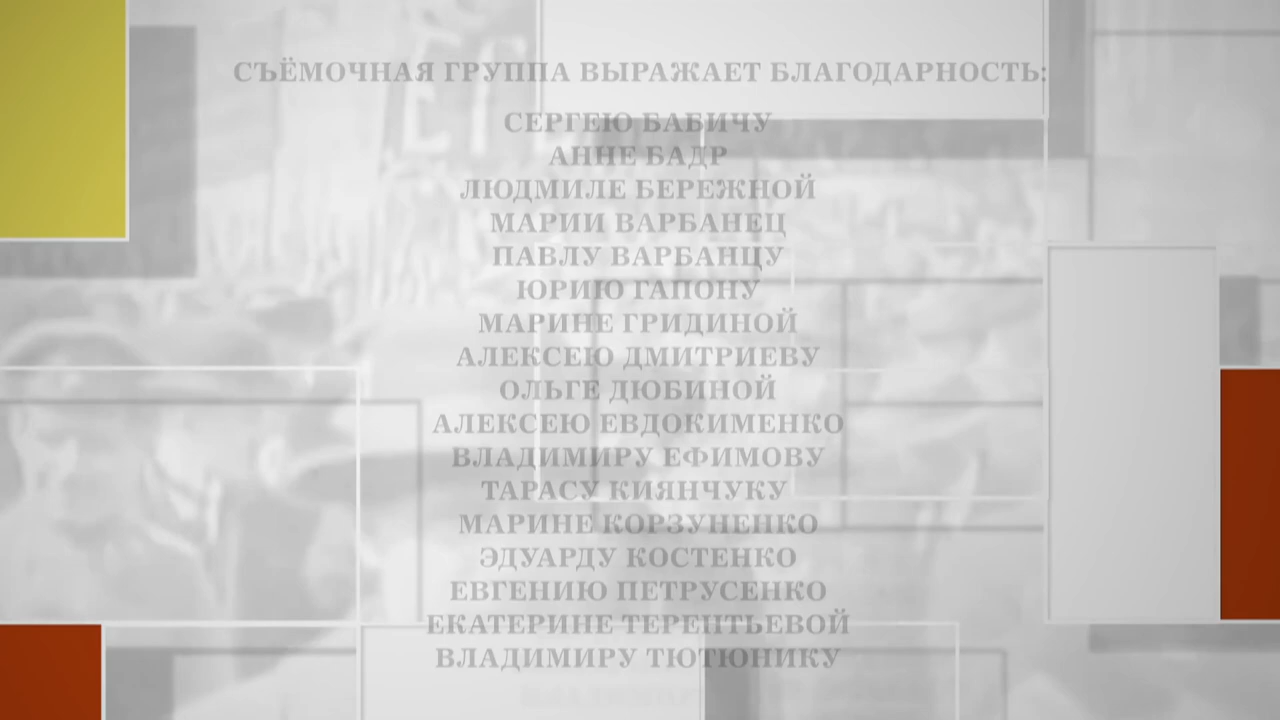 СЪЁМОЧНАЯ ГРУППА ВЫРАЖАЕТ БЛАГОДАРНОСТЬ:
СЕРГЕЮ БАБИЧУ
АННЕ БАДР
ЛЮДМИЛЕ БЕРЕЖНОЙ
МАРИИ ВАРБАНЕЦ
ПАВЛУ ВАРБАНЦУ
ЮРИЮ ГАПОНУ
МАРИНЕ ГРИДИНОЙ
АЛЕКСЕЮ ДМИТРИЕВУ
ОЛЬГЕ ДЮБИНОЙ
АЛЕКСЕЮ ЕВДОКИМЕНКО
ВЛАДИМИРУ ЕФИМОВУ
ТАРАСУ КИЯНЧУКУ
МАРИНЕ КОРЗУНЕНКО
ЭДУАРДУ КОСТЕНКО
ЕВГЕНИЮ ПЕТРУСЕНКО
ЕКАТЕРИНЕ ТЕРЕНТЬЕВОЙ
ВЛАДИМИРУ ТЮТЮНИКУ